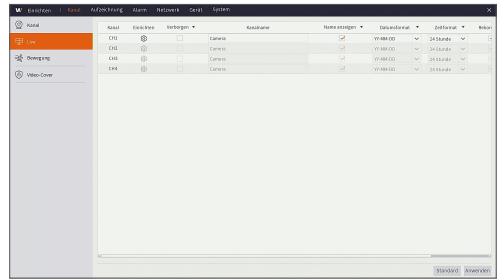 W Einrichten | Kanal Aufzeichnung Alarm Netzwerk Gerät System ×
Kanal
Live
Bewegung
Video-Cover
Kanal Einrichten Verborgen Kanalname Name anzeigen Datumsformat Zeitformat
CH1 Camera YY-MM-DD 24 Stunde
CH2 Camera YY-MM-DD 24 Stunde
CH3 Camera YY-MM-DD 24 Stunde
CH4 Camera YY-MM-DD 24 Stunde
Standard Anwenden